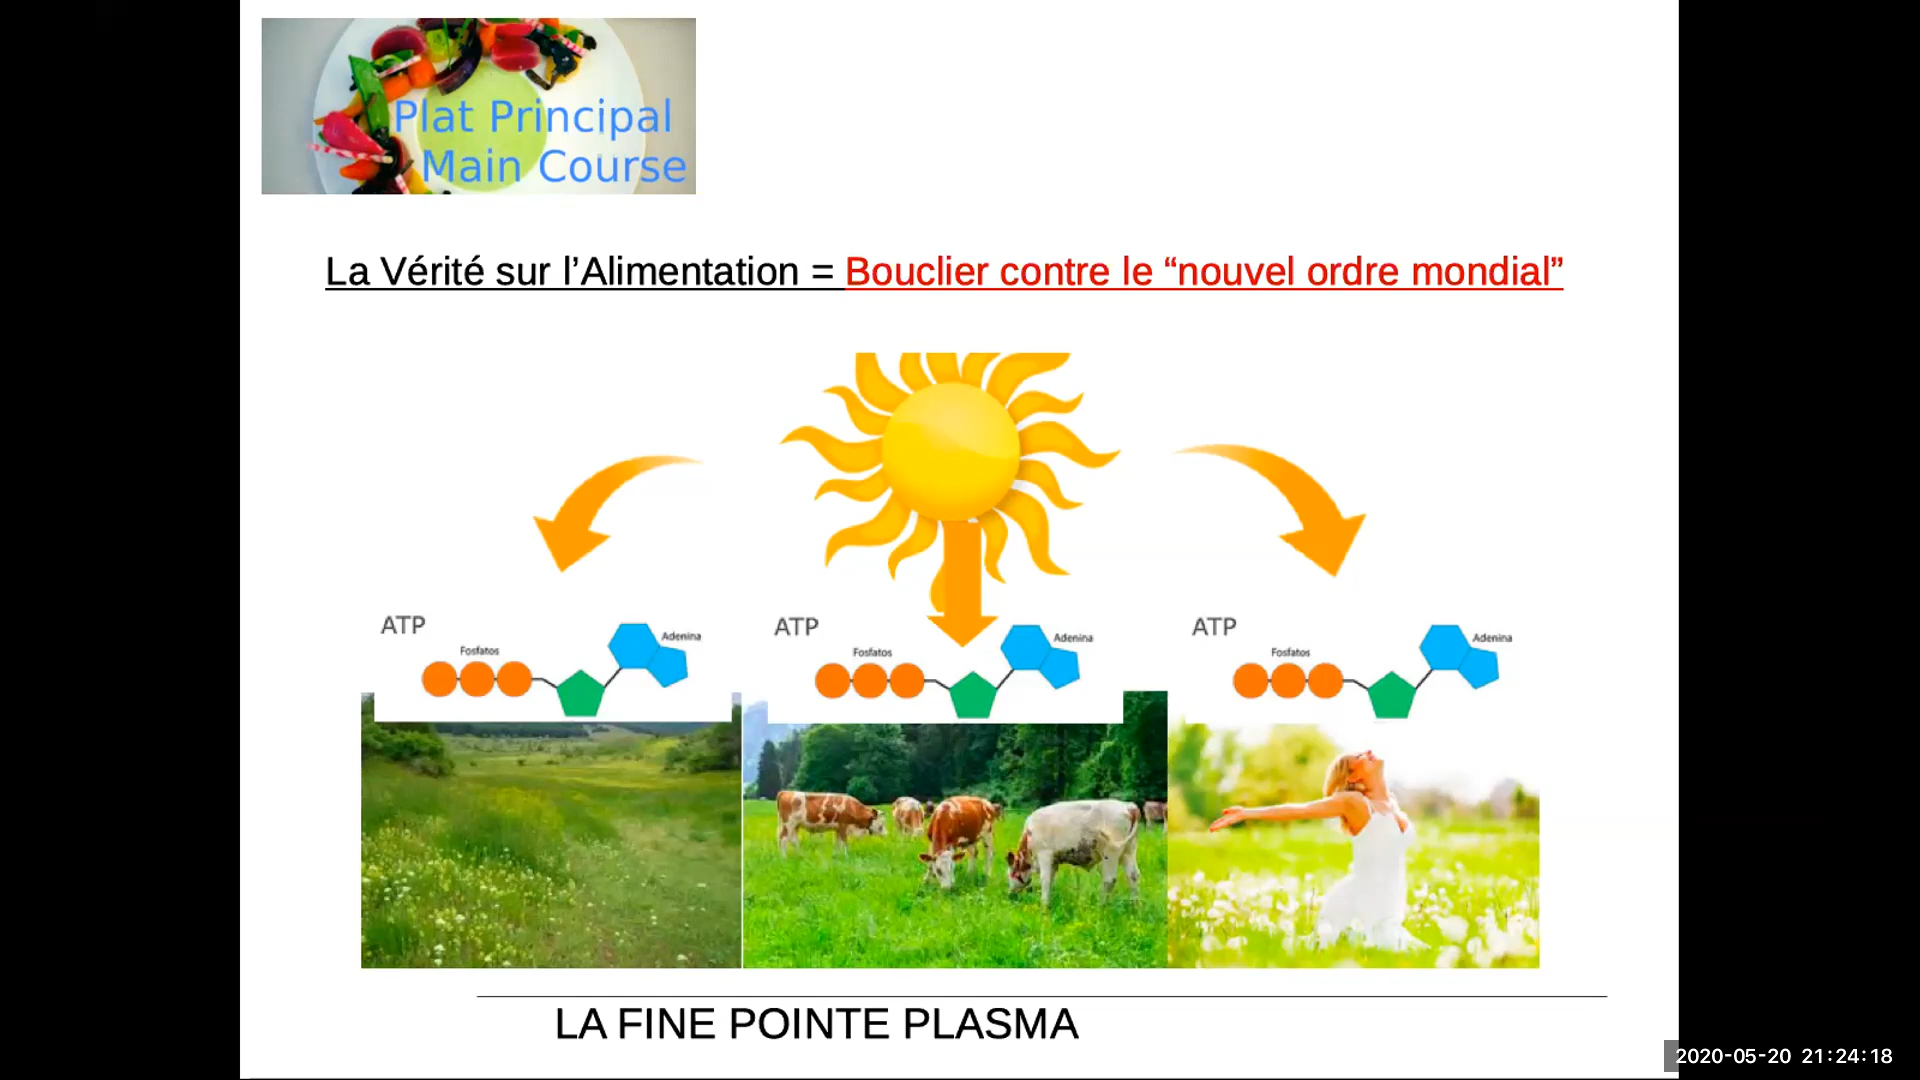 Plat Principal
Main Course
La Vérité sur l’Alimentation = Bouclier contre le “nouvel ordre mondial”
ATP
Fosfatos
Adenina
ATP
Fosfatos
Adenina
ATP
Fosfatos
Adenina
LA FINE POINTE PLASMA
2020-05-20 21:24:18